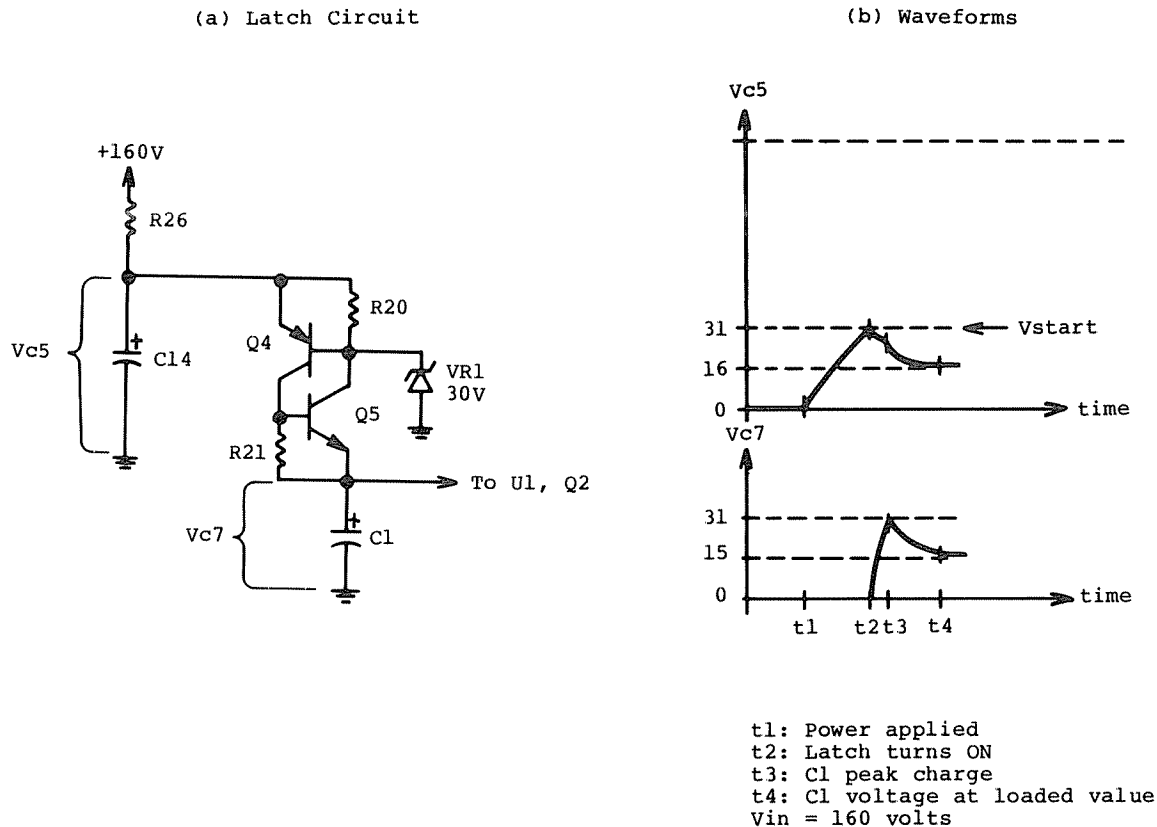 (a) Latch Circuit
+160V
R26
Vc5
C14
Q4
R20
VR1
30V
Q5
R21
To U1, Q2
Vc7
C1
(b) Waveforms
Vc5
31
Vstart
16
0
time
Vc7
31
15
0
time
t1 t2 t3 t4
t1: Power applied
t2: Latch turns ON
t3: C1 peak charge
t4: C1 voltage at loaded value
Vin = 160 volts